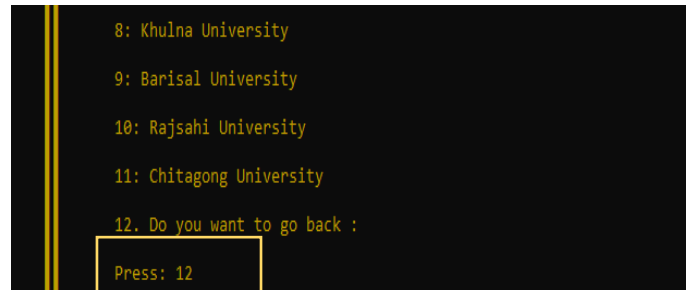 8: Khulna University
9: Barisal University
10: Rajsahi University
11: Chitagong University
12. Do you want to go back :
Press: 12